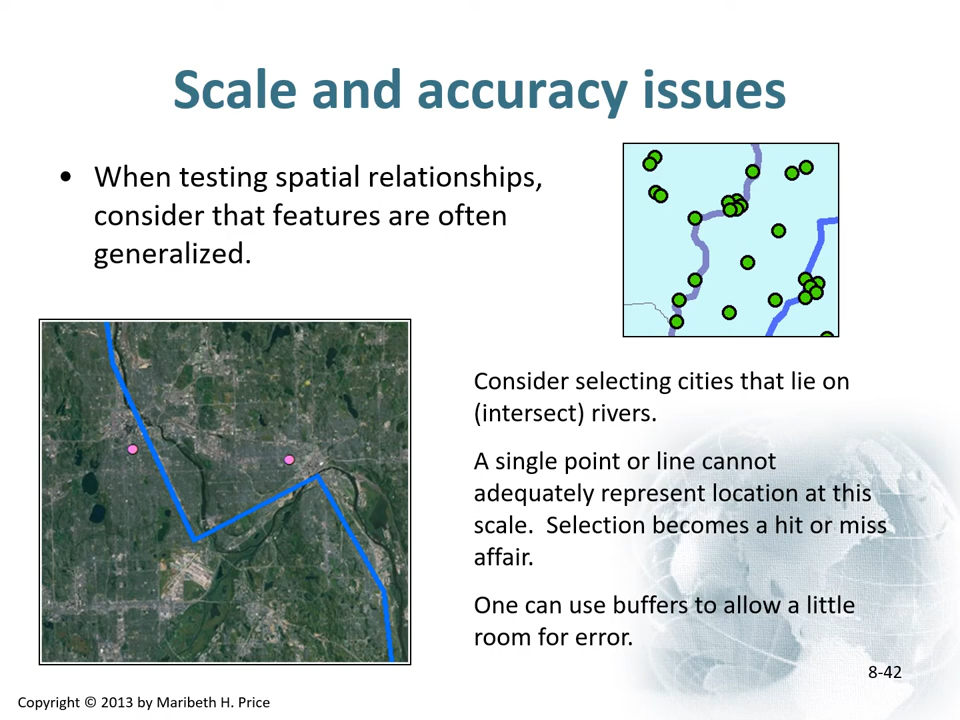 Scale and accuracy issues
• When testing spatial relationships,
consider that features are often
generalized.
Consider selecting cities that lie on
(intersect) rivers.
A single point or line cannot
adequately represent location at this
scale.  Selection becomes a hit or miss
affair.
One can use buffers to allow a little
room for error.
8-42
Copyright © 2013 by Maribeth H. Price